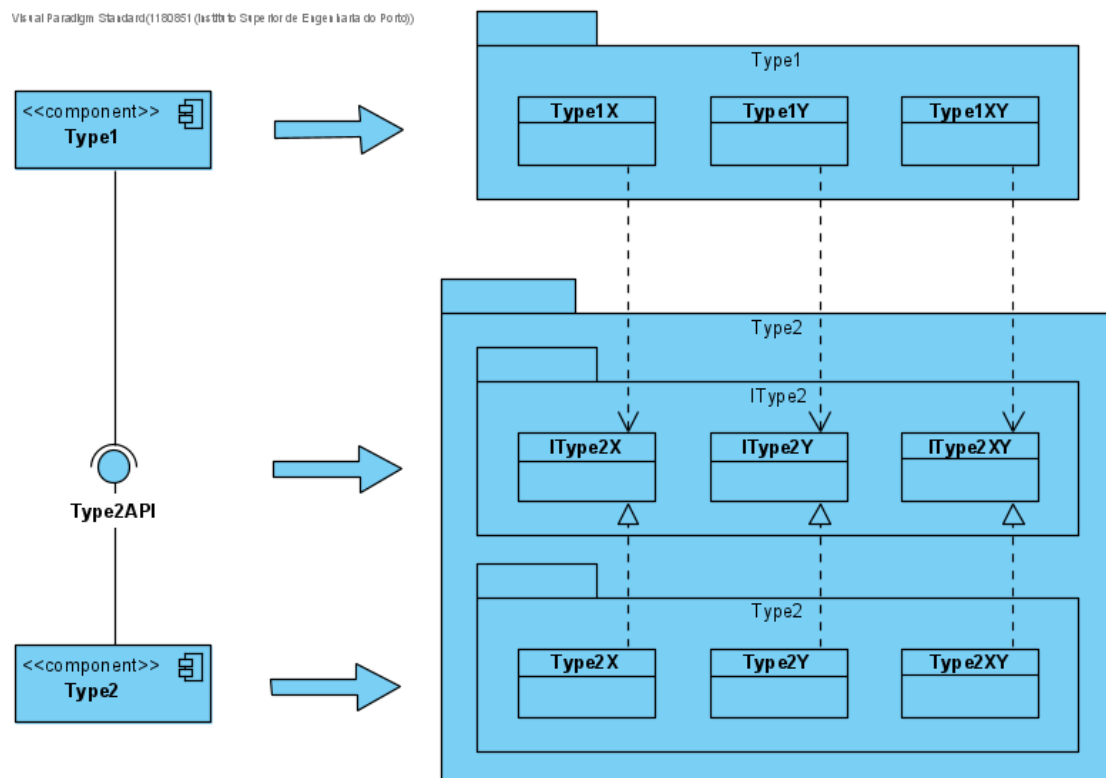 Visual Paradigm Standard(1180851(Instituto Superior de Engenharia do Porto))
Type1
<<component>>
Type1
Type1X
Type1Y
Type1XY
Type2
IType2
IType2X
IType2Y
IType2XY
Type2API
Type2
<<component>>
Type2
Type2X
Type2Y
Type2XY